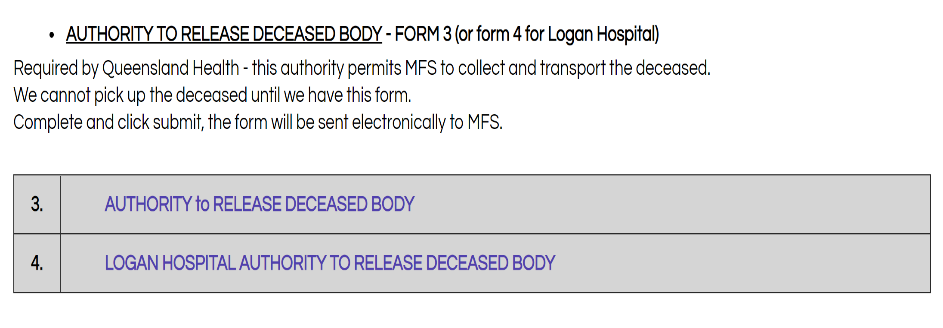 • AUTHORITY TO RELEASE DECEASED BODY - FORM 3 (or form 4 for Logan Hospital)
Required by Queensland Health - this authority permits MFS to collect and transport the deceased.
We cannot pick up the deceased until we have this form.
Complete and click submit, the form will be sent electronically to MFS.
3. AUTHORITY to RELEASE DECEASED BODY
4. LOGAN HOSPITAL AUTHORITY TO RELEASE DECEASED BODY